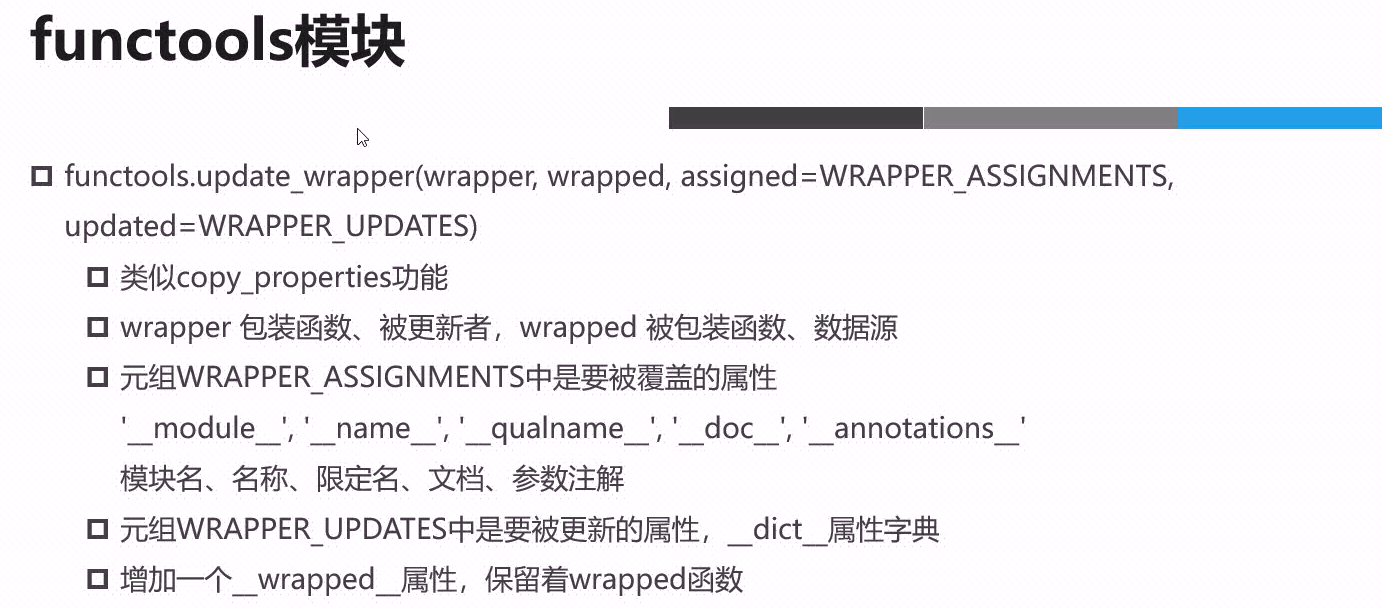 functools模块
functools.update_wrapper(wrapper, wrapped, assigned=WRAPPER_ASSIGNMENTS,
updated=WRAPPER_UPDATES)
类似copy_properties功能
wrapper 包装函数、被更新者，wrapped 被包装函数、数据源
元组WRAPPER_ASSIGNMENTS中是要被覆盖的属性
'__module__', '__name__', '__qualname__', '__doc__', '__annotations__'
模块名、名称、限定名、文档、参数注解
元组WRAPPER_UPDATES中是要被更新的属性，__dict__属性字典
增加一个__wrapped__属性，保留着wrapped函数